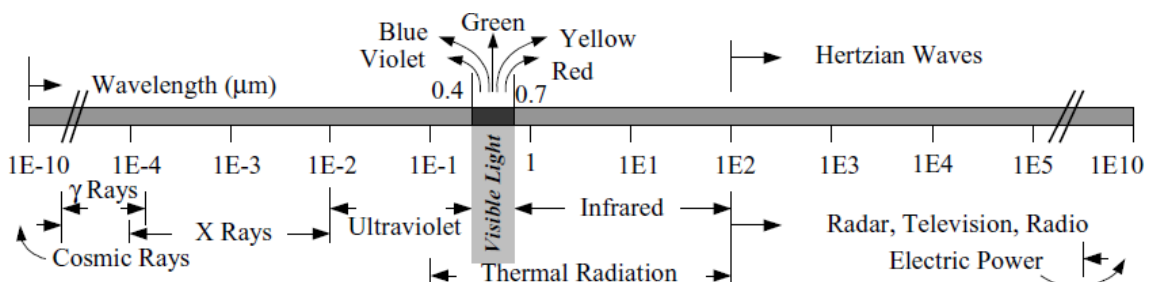 Green
Blue Yellow Hertzian Waves
Violet Red
Wavelength (μm) 0.4 0.7
1E-10 1E-4 1E-3 1E-2 1E-1 1 1E1 1E2 1E3 1E4 1E5 1E10
Visible Light
γ Rays
X Rays Ultraviolet Infrared Radar, Television, Radio
Cosmic Rays Thermal Radiation Electric Power